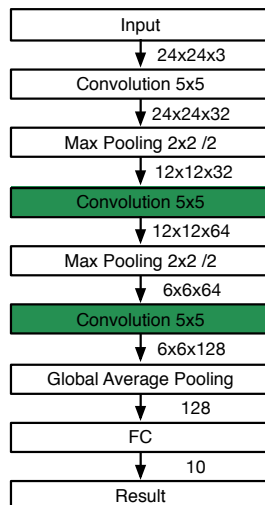 Input
24x24x3
Convolution 5x5
24x24x32
Max Pooling 2x2 /2
12x12x32
Convolution 5x5
12x12x64
Max Pooling 2x2 /2
6x6x64
Convolution 5x5
6x6x128
Global Average Pooling
128
FC
10
Result